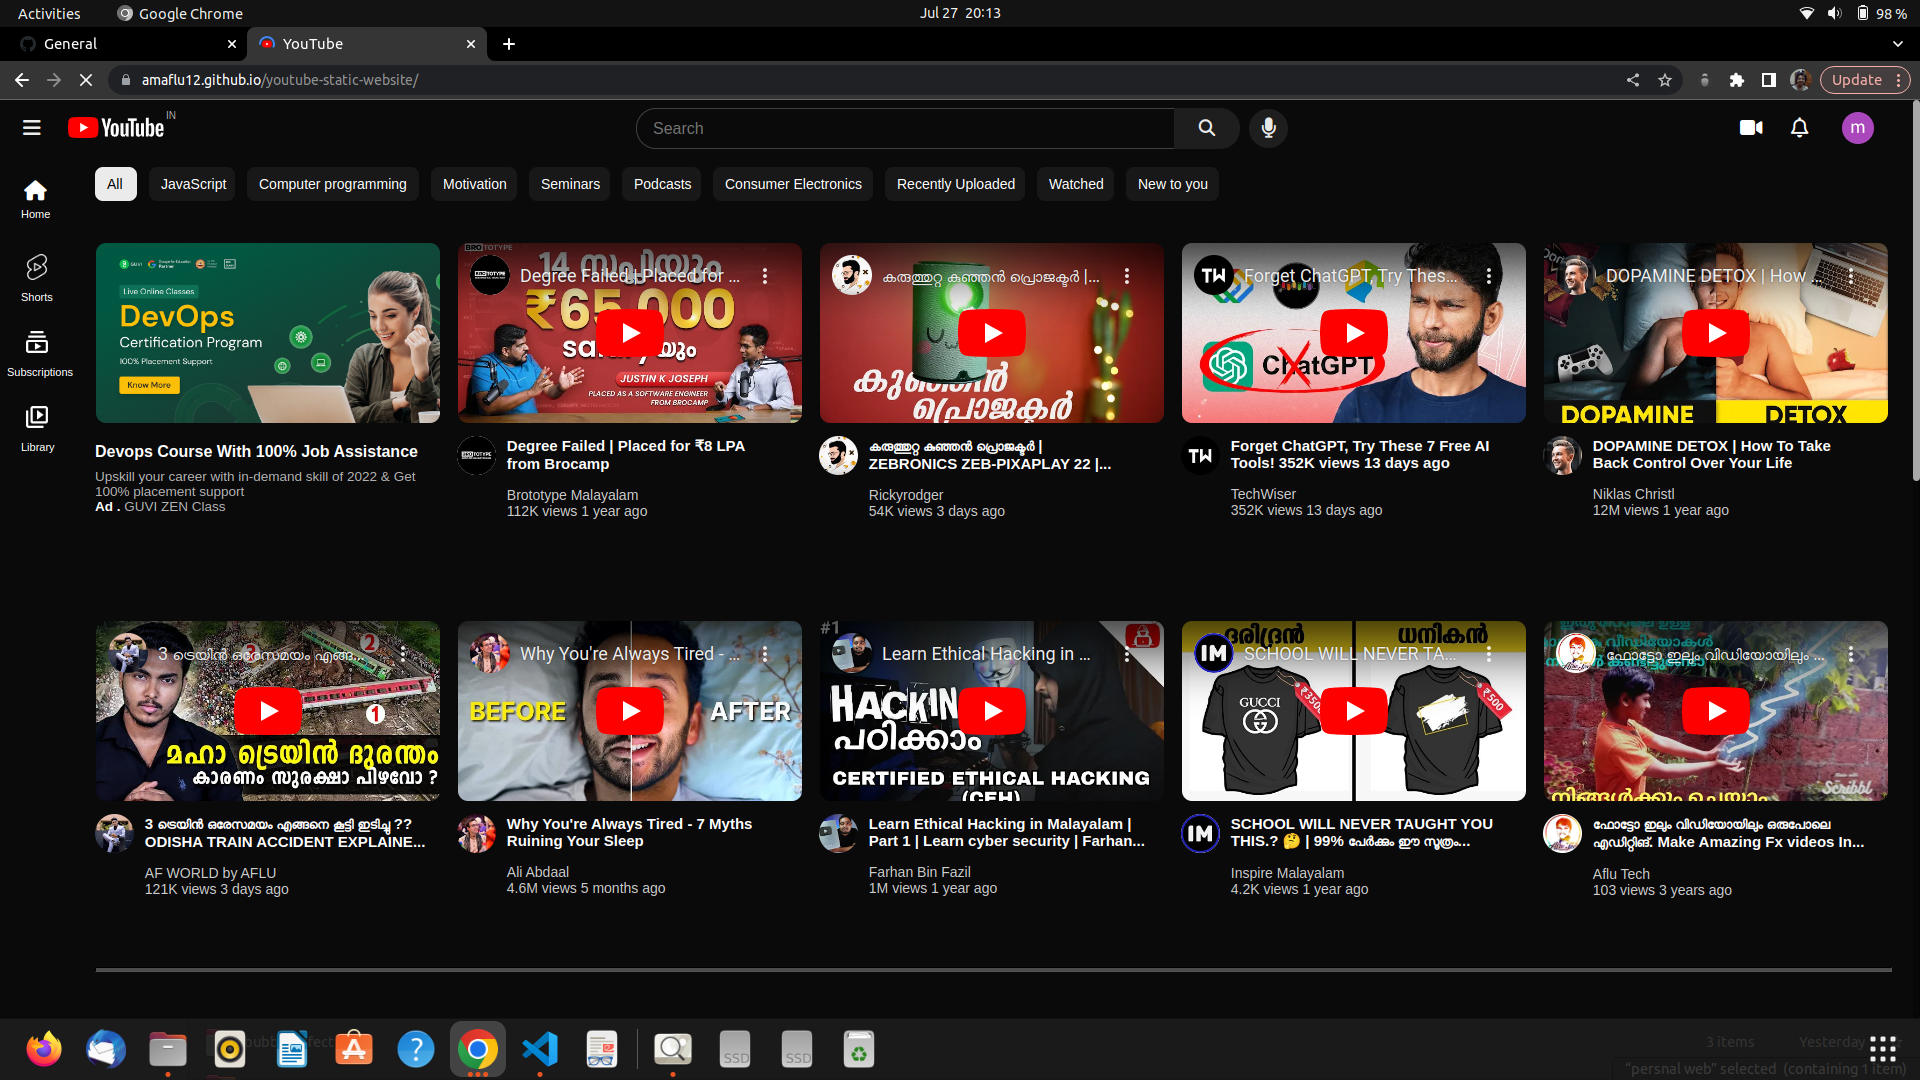 Activities
Google Chrome
Jul 27 20:13
98 %
General
YouTube
amaflu12.github.io/youtube-static-website/
Update
YouTube IN
Search
m
All
JavaScript
Computer programming
Motivation
Seminars
Podcasts
Consumer Electronics
Recently Uploaded
Watched
New to you
Home
Shorts
Subscriptions
Library
GUVI
Live Online Classes
DevOps
Certification Program
100% Placement Support
Know More
BROTOTYPE
14 സപ്ലിയും
Degree Failed | Placed for ...
₹65,000
JUSTIN K JOSEPH
PLACED AS A SOFTWARE ENGINEER
FROM BROCAMP
കരുത്തുറ്റ കുഞ്ഞൻ പ്രൊജക്ടർ |...
കുഞ്ഞൻ
പ്രൊജകർ
TW
Forget ChatGPT, Try Thes...
ChatGPT
DOPAMINE DETOX | How ...
DOPAMINE DETOX
Devops Course With 100% Job Assistance
Upskill your career with in-demand skill of 2022 & Get
100% placement support
Ad . GUVI ZEN Class
Degree Failed | Placed for ₹8 LPA
from Brocamp
Brototype Malayalam
112K views 1 year ago
കരുത്തുറ്റ കുഞ്ഞൻ പ്രൊജക്ടർ |
ZEBRONICS ZEB-PIXAPLAY 22 |...
Rickyrodger
54K views 3 days ago
TW
Forget ChatGPT, Try These 7 Free AI
Tools! 352K views 13 days ago
TechWiser
352K views 13 days ago
DOPAMINE DETOX | How To Take
Back Control Over Your Life
Niklas Christl
12M views 1 year ago
3 ട്രെയിൻ ഒരേസമയം എങ്ങ...
2
1
മഹാ ട്രെയിൻ ദുരന്തം
കാരണം സുരക്ഷാ പിഴവോ ?
Why You're Always Tired - ...
BEFORE
AFTER
#1
Learn Ethical Hacking in ...
HACKIN
പഠിക്കാം
CERTIFIED ETHICAL HACKING
(CEH)
ദരിദ്രൻ
ധനികൻ
IM
SCHOOL WILL NEVER TA...
GUCCI
₹3500
₹500
ഫോട്ടോ ഇലും വിഡിയോയിലും ...
Scribbl
നിങ്ങൾക്കും ചെയ്യാം
3 ട്രെയിൻ ഒരേസമയം എങ്ങനെ കൂട്ടി ഇടിച്ചു ??
ODISHA TRAIN ACCIDENT EXPLAINE...
AF WORLD by AFLU
121K views 3 days ago
Why You're Always Tired - 7 Myths
Ruining Your Sleep
Ali Abdaal
4.6M views 5 months ago
Learn Ethical Hacking in Malayalam |
Part 1 | Learn cyber security | Farhan...
Farhan Bin Fazil
1M views 1 year ago
IM
SCHOOL WILL NEVER TAUGHT YOU
THIS.? 🤔 | 99% പേർക്കും ഈ സൂത്രം...
Inspire Malayalam
4.2K views 1 year ago
ഫോട്ടോ ഇലും വിഡിയോയിലും ഒരുപോലെ
എഡിറ്റിങ്. Make Amazing Fx videos In...
Aflu Tech
103 views 3 years ago
SSD
SSD
3 items
Yesterday
"persnal web" selected (containing 1 item)